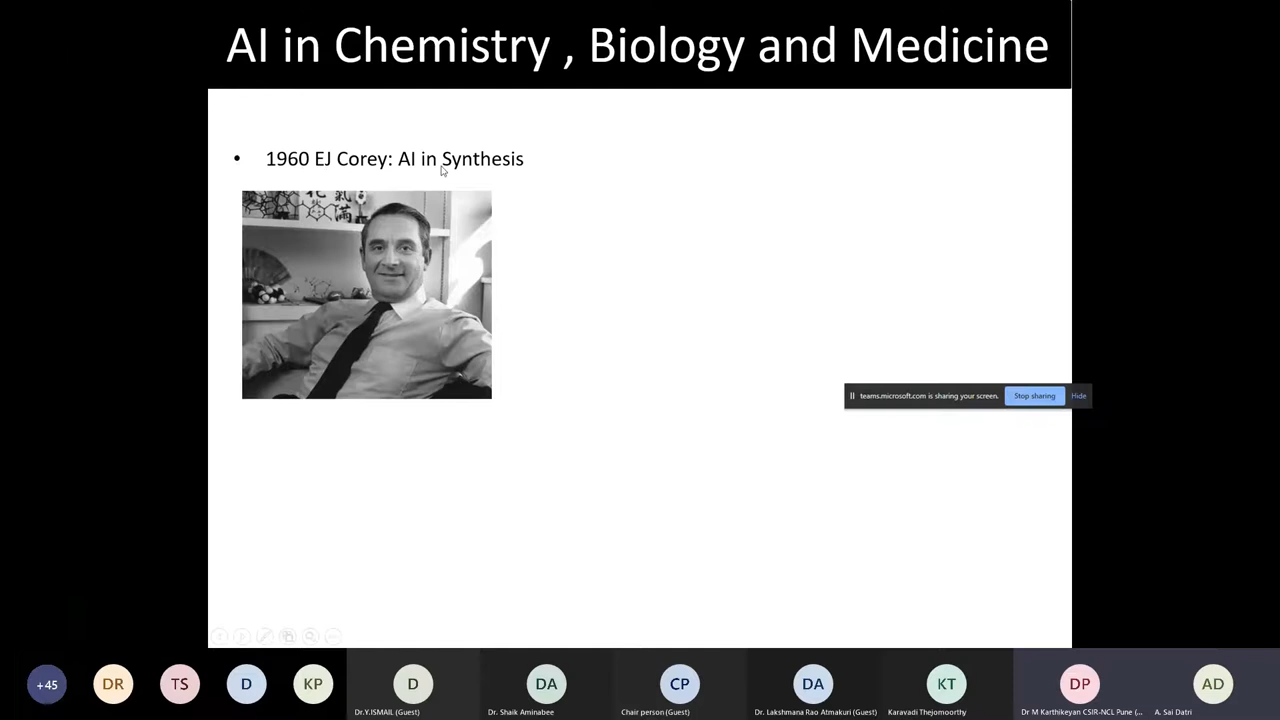 AI in Chemistry , Biology and Medicine
• 1960 EJ Corey: AI in Synthesis
teams.microsoft.com is sharing your screen. Stop sharing Hide
+45 DR TS D KP D DA CP DA KT DP AD
Dr.Y.ISMAIL (Guest) Dr. Shaik Aminabee Chair person (Guest) Dr. Lakshmana Rao Atmakuri (Guest) Karavadi Thejomoorthy Dr M Karthikeyan CSIR-NCL Pune (... A. Sai Datri